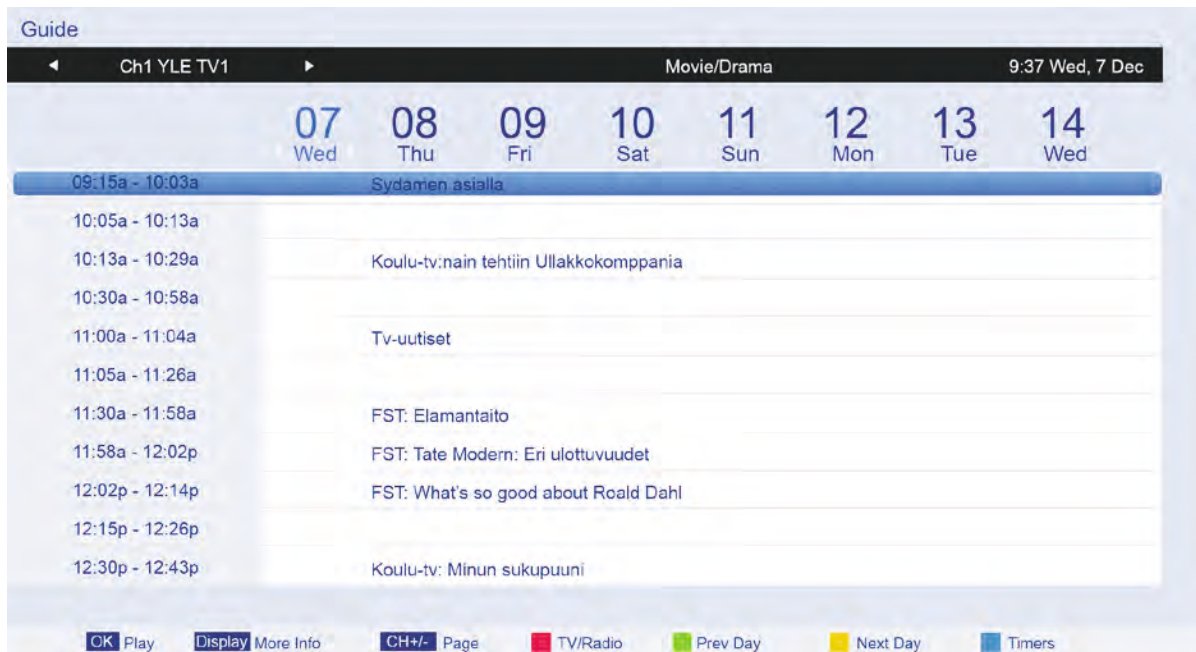 Guide
Ch1 YLE TV1 Movie/Drama 9:37 Wed, 7 Dec
07 08 09 10 11 12 13 14
Wed Thu Fri Sat Sun Mon Tue Wed
09:15a - 10:03a Sydamen asialla
10:05a - 10:13a
10:13a - 10:29a Koulu-tv:nain tehtiin Ullakkokomppania
10:30a - 10:58a
11:00a - 11:04a Tv-uutiset
11:05a - 11:26a
11:30a - 11:58a FST: Elamantaito
11:58a - 12:02p FST: Tate Modern: Eri ulottuvuudet
12:02p - 12:14p FST: What's so good about Roald Dahl
12:15p - 12:26p
12:30p - 12:43p Koulu-tv: Minun sukupuuni
OK Play Display More Info CH+/- Page TV/Radio Prev Day Next Day Timers